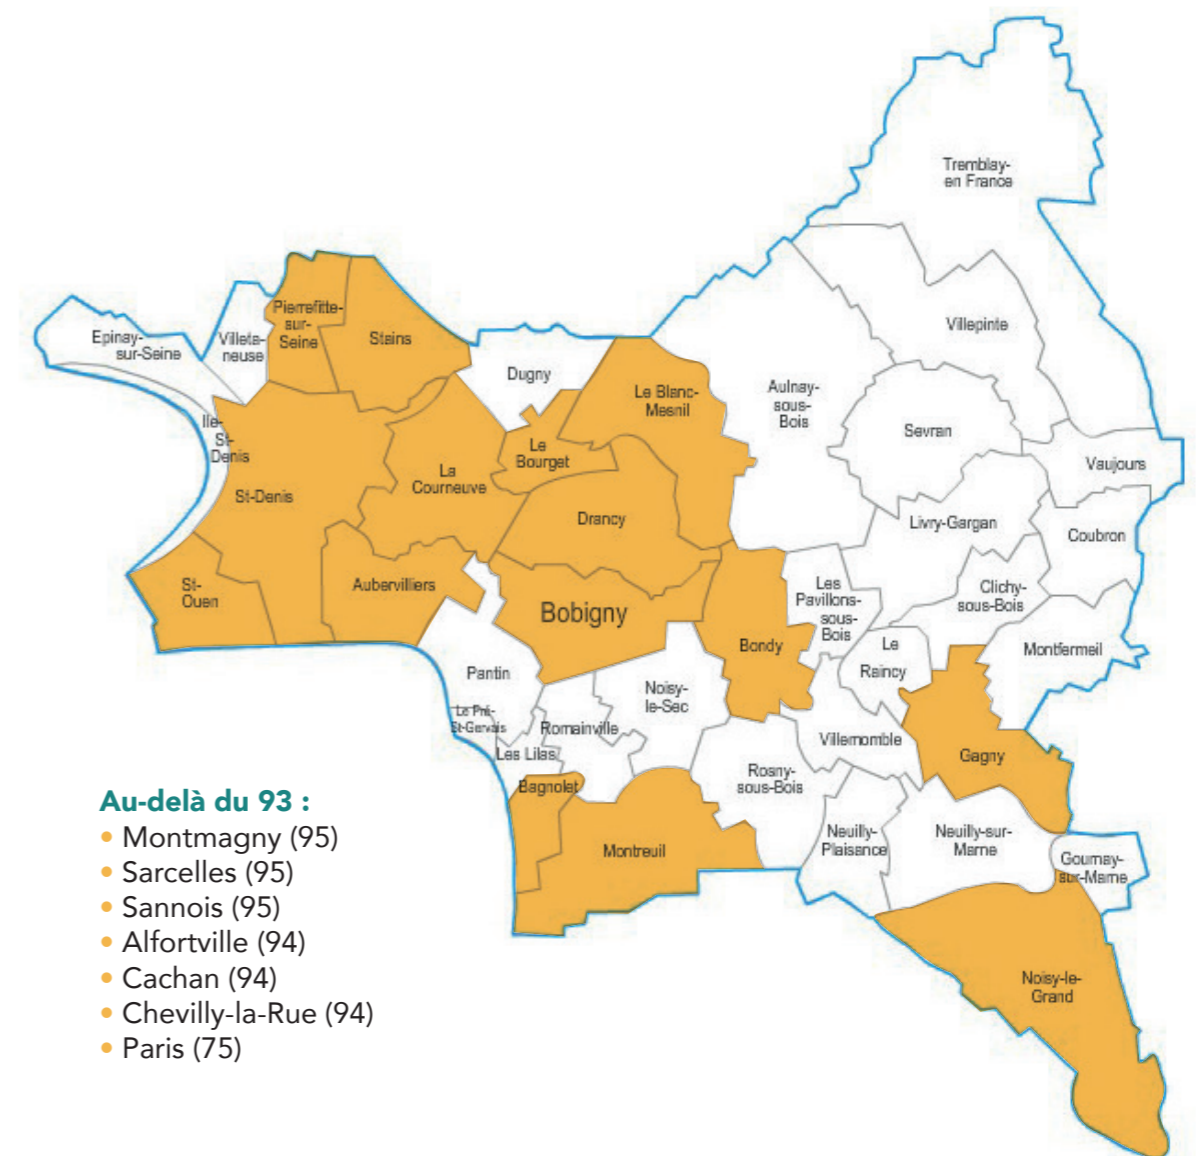 Tremblay-
en France
Pierrefitte-
sur-
Seine
Stains
Epinay-
sur-Seine
Villeta-
neuse
Villepinte
Dugny
Le Blanc-
Mesnil
Aulnay-
sous-
Bois
Sevran
Ile-
St-
Denis
Le
Bourget
La
Courneuve
Vaujours
St-Denis
Drancy
Livry-Gargan
Coubron
St-
Ouen
Aubervilliers
Bobigny
Les
Pavillons-
sous-
Bois
Clichy-
sous-Bois
Bondy
Le
Raincy
Montfermeil
Pantin
Noisy-
le-Sec
Le Pré-
St-Gervais
Romainville
Villemomble
Les Lilas
Gagny
Bagnolet
Rosny-
sous-Bois
Montreuil
Neuilly-
Plaisance
Neuilly-sur-
Marne
Gournay-
sur-Marne
Noisy-le-
Grand
Au-delà du 93 :
• Montmagny (95)
• Sarcelles (95)
• Sannois (95)
• Alfortville (94)
• Cachan (94)
• Chevilly-la-Rue (94)
• Paris (75)